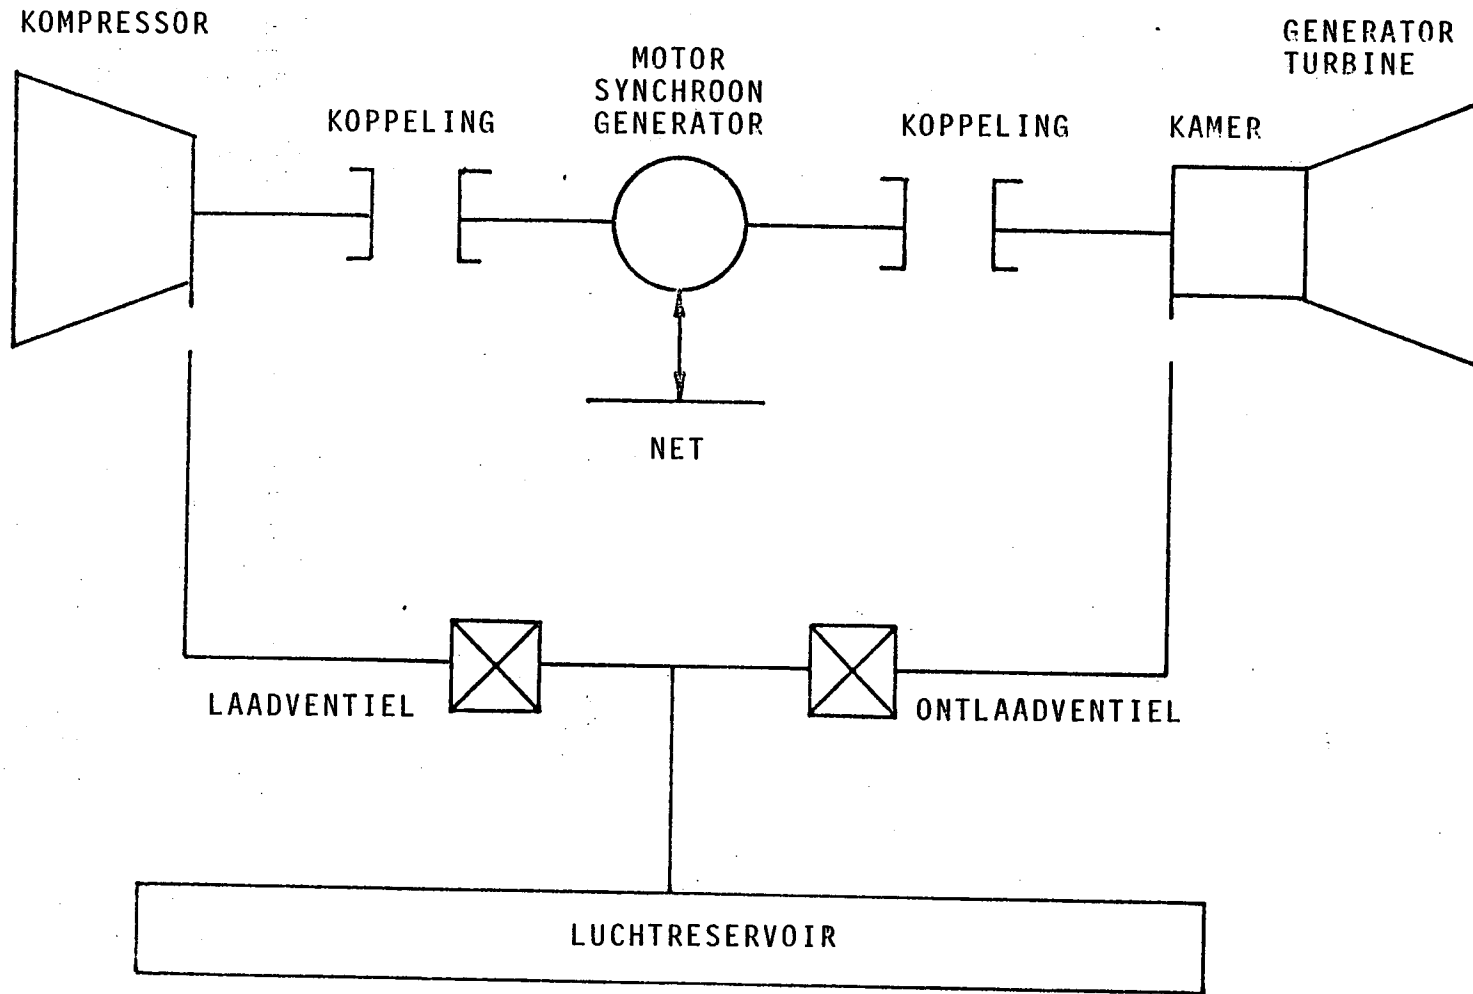 KOMPRESSOR
GENERATOR
TURBINE
MOTOR
SYNCHROON
GENERATOR
KOPPELING
KOPPELING
KAMER
NET
LAADVENTIEL
ONTLAADVENTIEL
LUCHTRESERVOIR